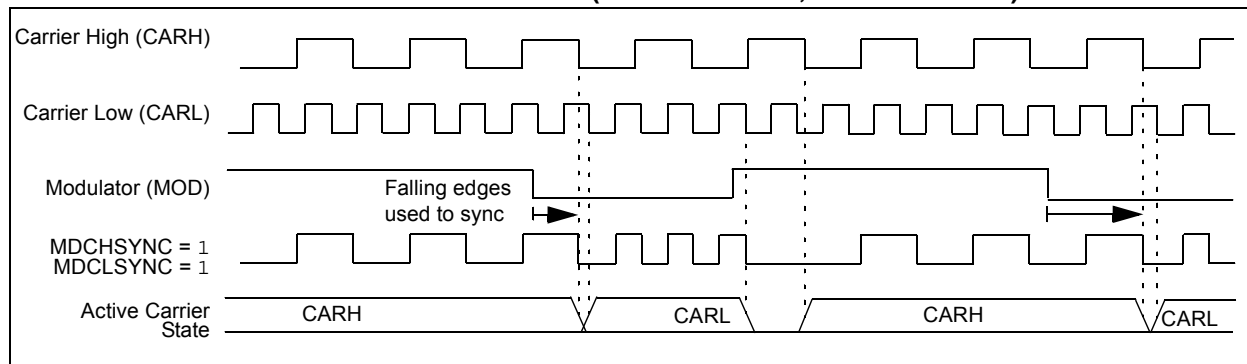 Carrier High (CARH)
Carrier Low (CARL)
Modulator (MOD)
Falling edges
used to sync
MDCHSYNC = 1
MDCLSYNC = 1
Active Carrier
State
CARH
CARL
CARH
CARL